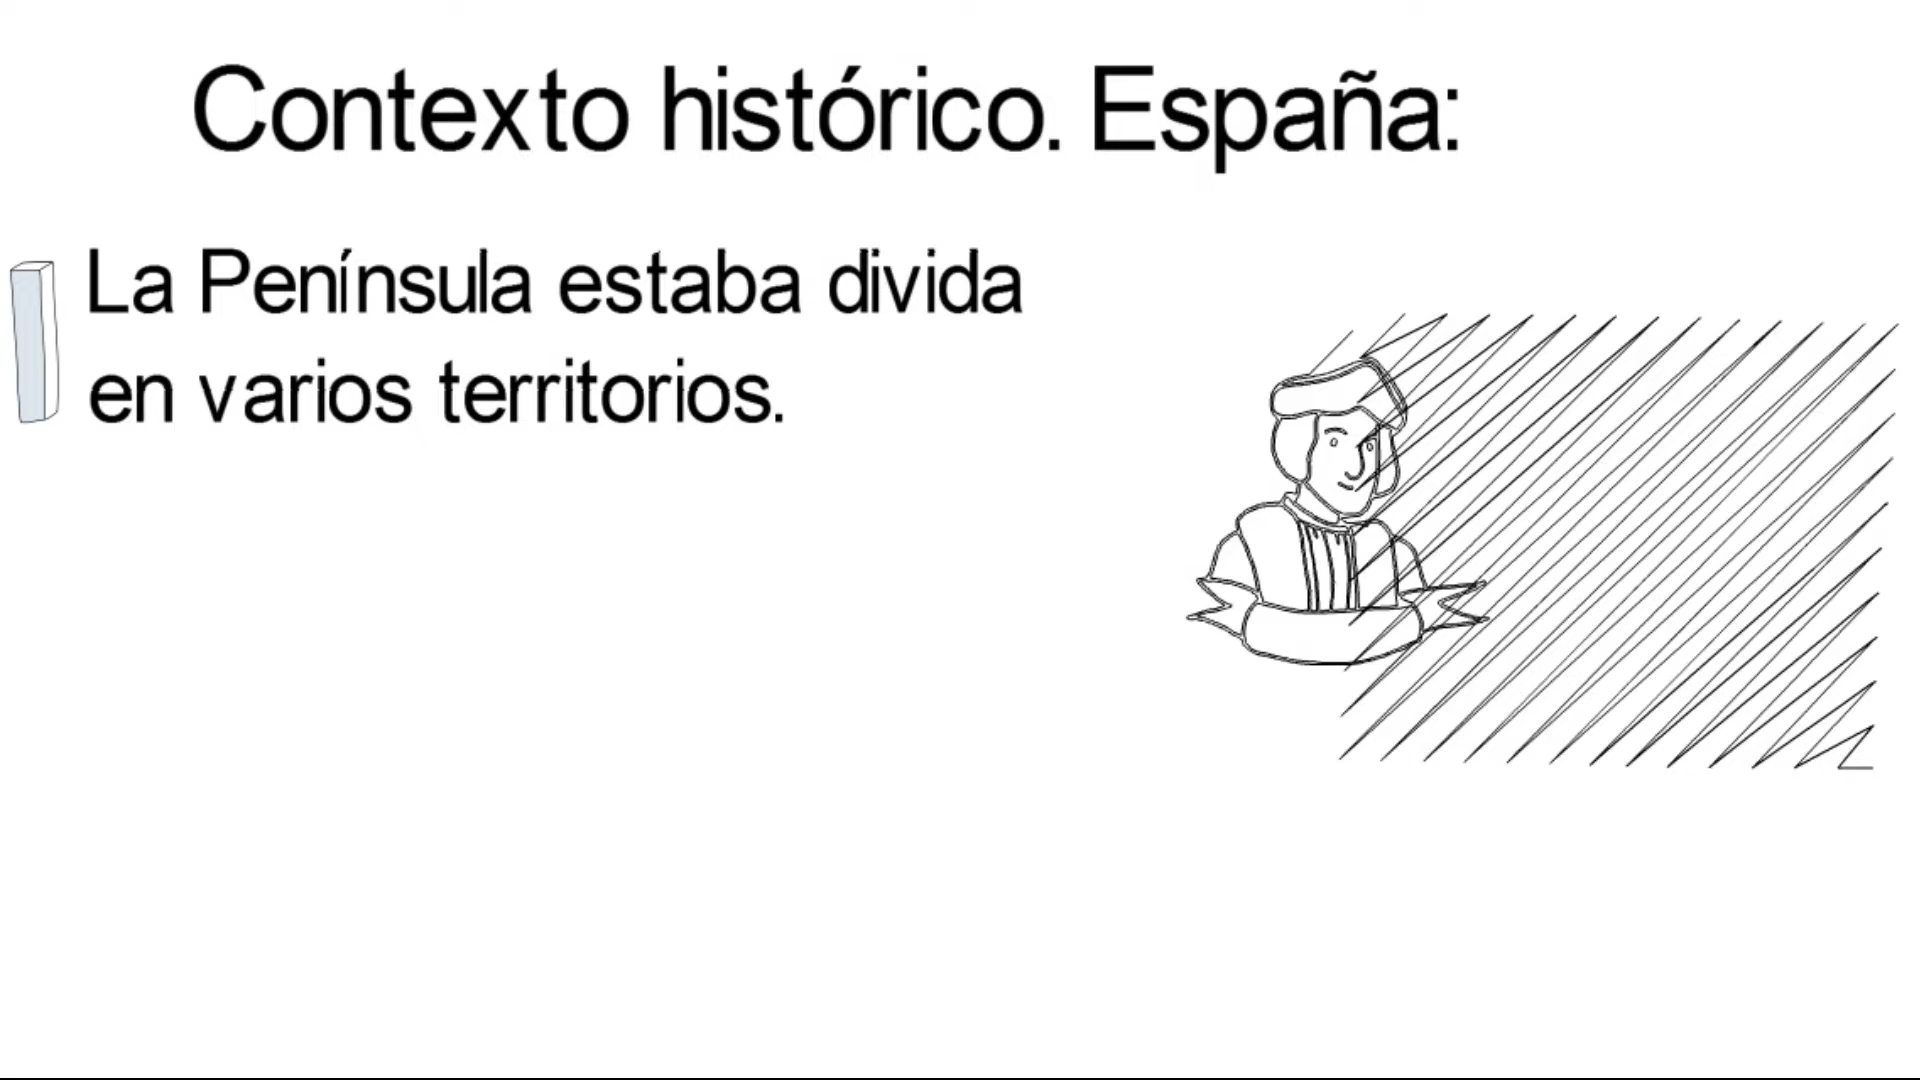 Contexto histórico. España:
La Península estaba divida
en varios territorios.